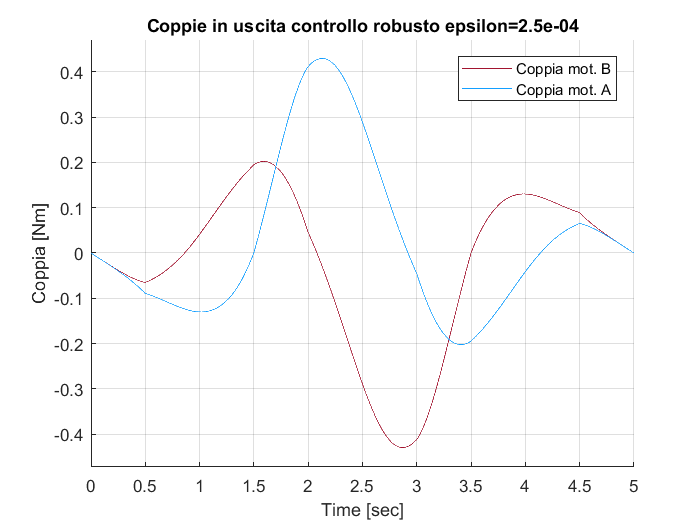 Coppie in uscita controllo robusto epsilon=2.5e-04
Coppia mot. B
Coppia mot. A
Coppia [Nm]
0.4
0.3
0.2
0.1
0
-0.1
-0.2
-0.3
-0.4
0 0.5 1 1.5 2 2.5 3 3.5 4 4.5 5
Time [sec]